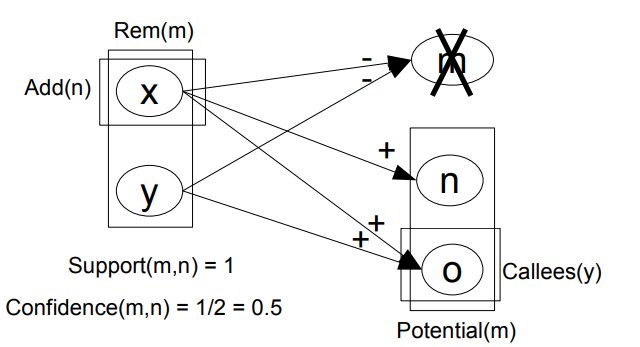 Rem(m)
Add(n)
x
y
-
-
+
+
+
m
n
o
Callees(y)
Potential(m)
Support(m,n) = 1
Confidence(m,n) = 1/2 = 0.5